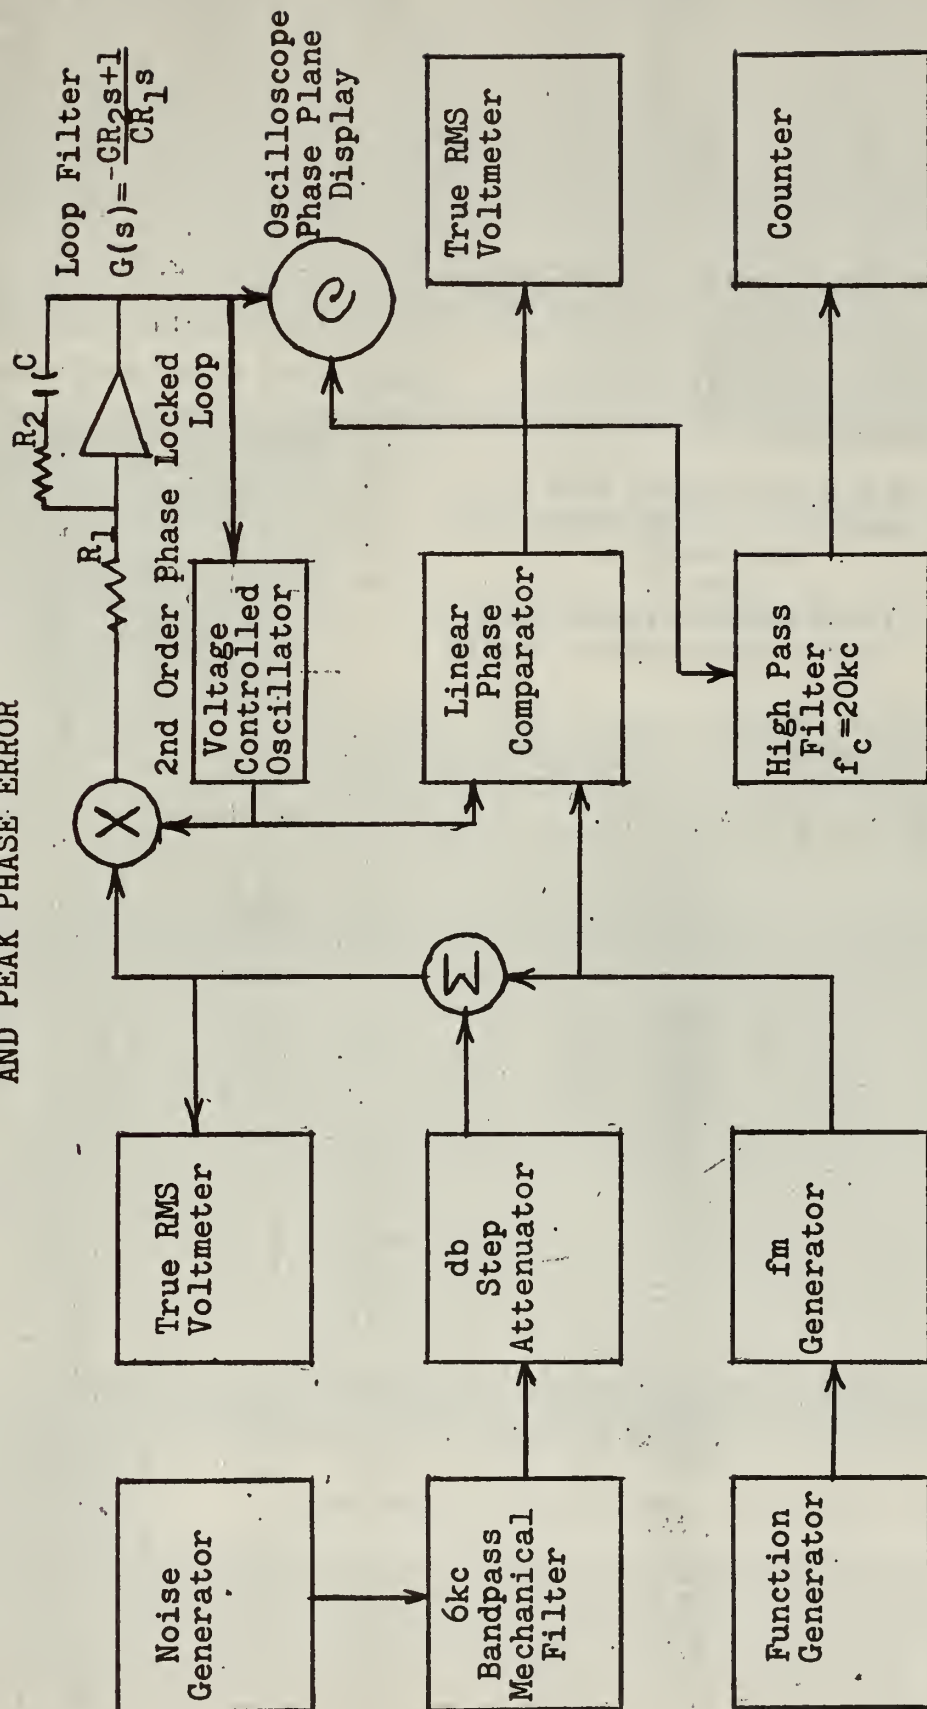 AND PEAK PHASE ERROR
Noise
Generator
True RMS
Voltmeter
X
R1
R2
C
Loop Filter
G(s)=-GR2s+1
CR1s
2nd Order Phase Locked
Loop
Voltage
Controlled
Oscillator
Oscilloscope
Phase Plane
Display
6kc
Bandpass
Mechanical
Filter
db
Step
Attenuator
Σ
Linear
Phase
Comparator
True RMS
Voltmeter
Function
Generator
fm
Generator
High Pass
Filter
fc=20kc
Counter